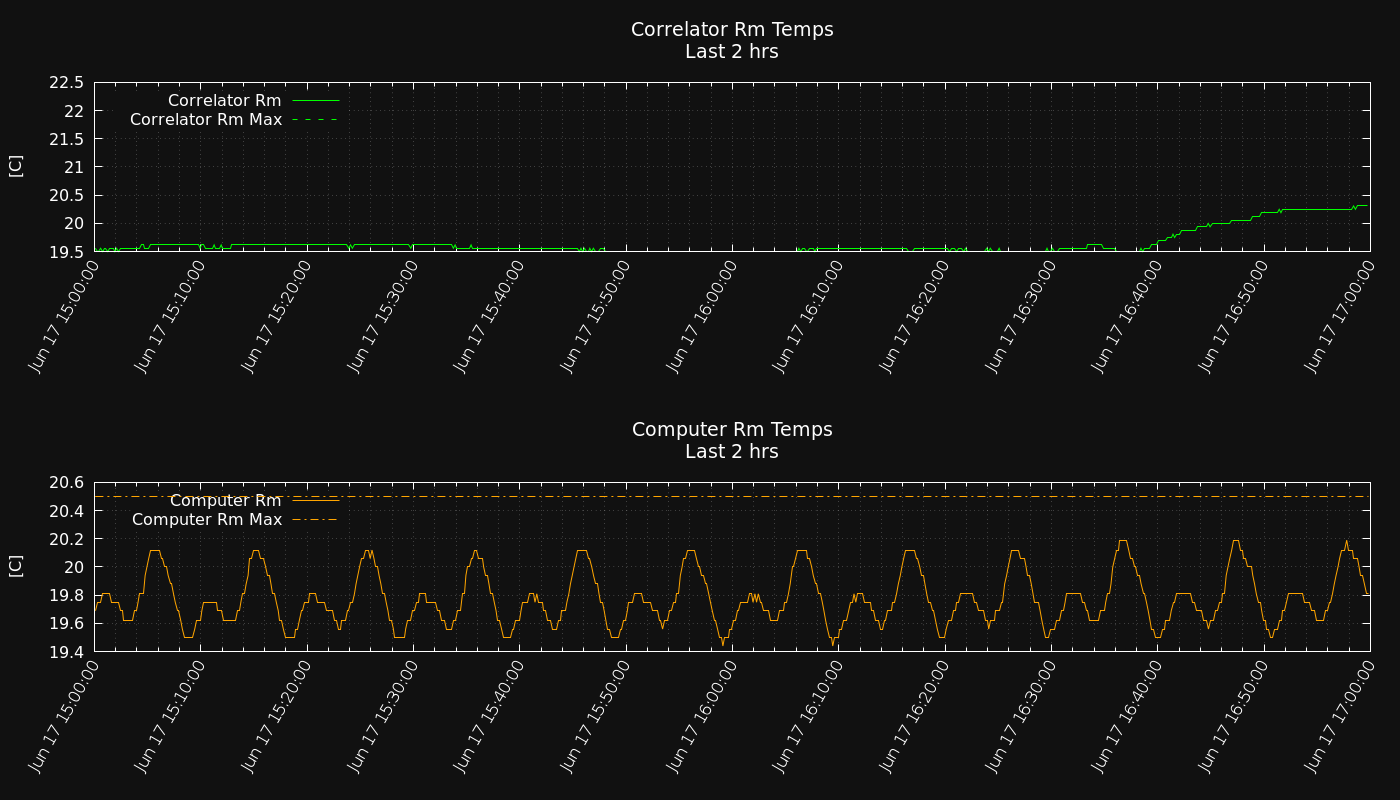 Correlator Rm Temps
Last 2 hrs
[C]
22.5
22
21.5
21
20.5
20
19.5
Correlator Rm
Correlator Rm Max
Jun 17 15:00:00
Jun 17 15:10:00
Jun 17 15:20:00
Jun 17 15:30:00
Jun 17 15:40:00
Jun 17 15:50:00
Jun 17 16:00:00
Jun 17 16:10:00
Jun 17 16:20:00
Jun 17 16:30:00
Jun 17 16:40:00
Jun 17 16:50:00
Jun 17 17:00:00
Computer Rm Temps
Last 2 hrs
[C]
20.6
20.4
20.2
20
19.8
19.6
19.4
Computer Rm
Computer Rm Max
Jun 17 15:00:00
Jun 17 15:10:00
Jun 17 15:20:00
Jun 17 15:30:00
Jun 17 15:40:00
Jun 17 15:50:00
Jun 17 16:00:00
Jun 17 16:10:00
Jun 17 16:20:00
Jun 17 16:30:00
Jun 17 16:40:00
Jun 17 16:50:00
Jun 17 17:00:00